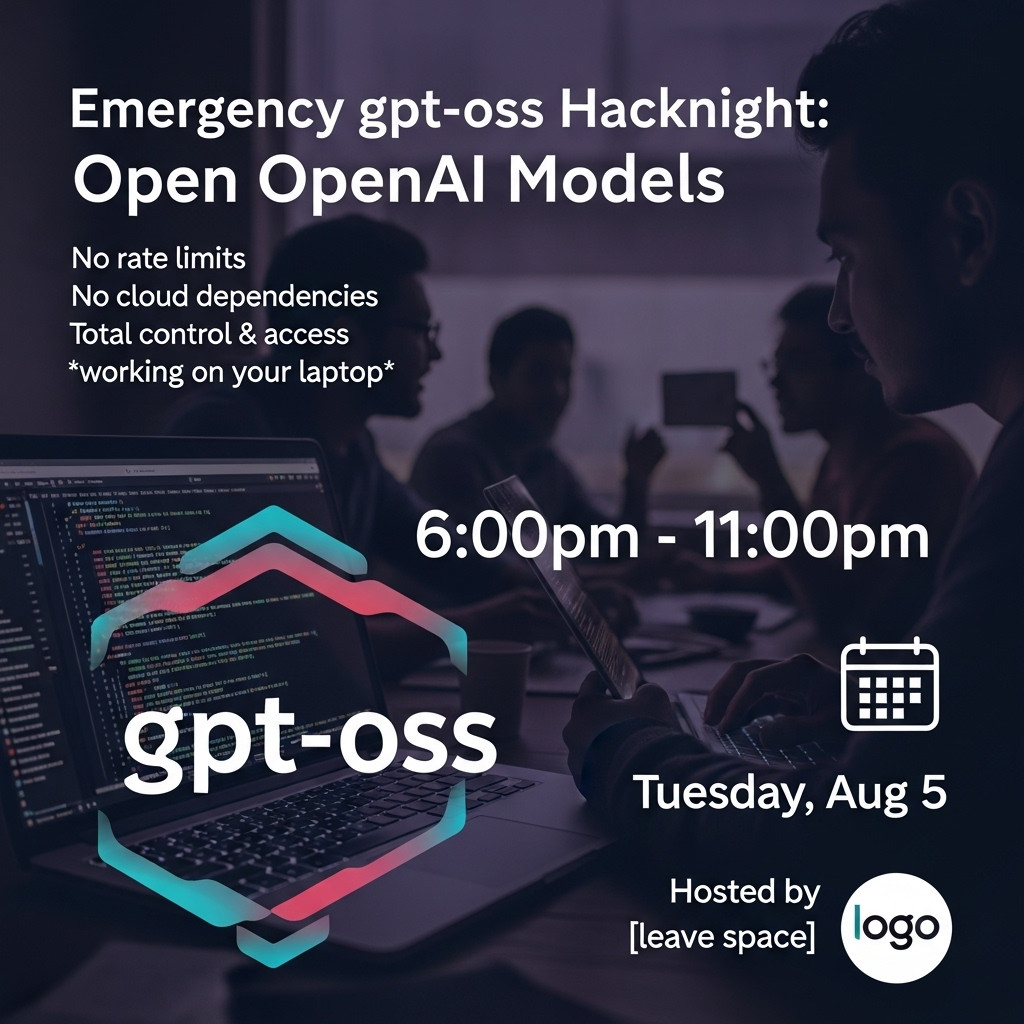 Emergency gpt-oss Hacknight:
Open OpenAI Models
No rate limits
No cloud dependencies
Total control & access
*working on your laptop*
6:00pm - 11:00pm
gpt-oss
Tuesday, Aug 5
Hosted by
[leave space]
logo